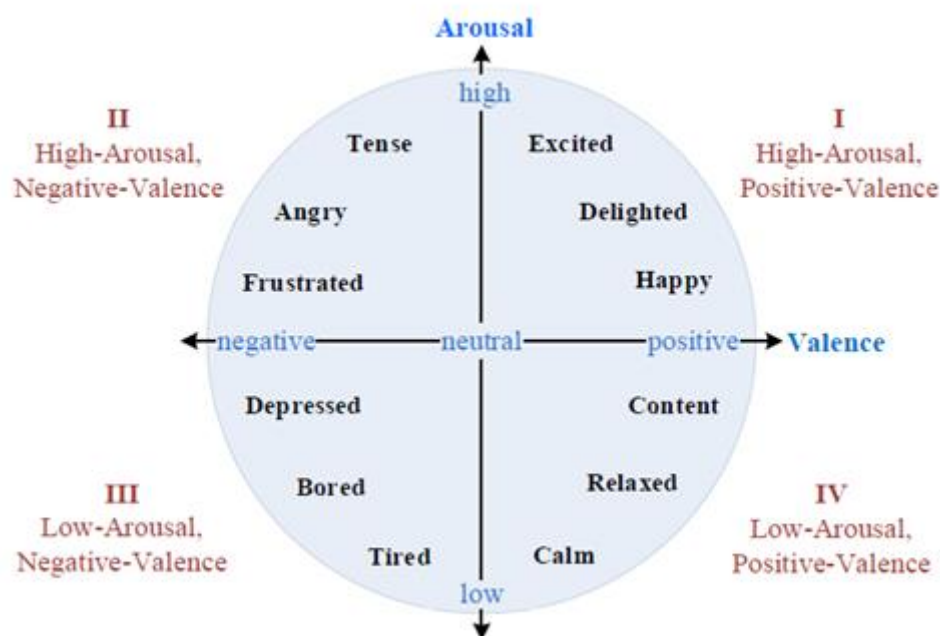 Arousal
high
II
High-Arousal,
Negative-Valence
Tense
Excited
I
High-Arousal,
Positive-Valence
Angry
Delighted
Frustrated
Happy
negative
neutral
positive
Valence
Depressed
Content
III
Low-Arousal,
Negative-Valence
Bored
Relaxed
IV
Low-Arousal,
Positive-Valence
Tired
Calm
low